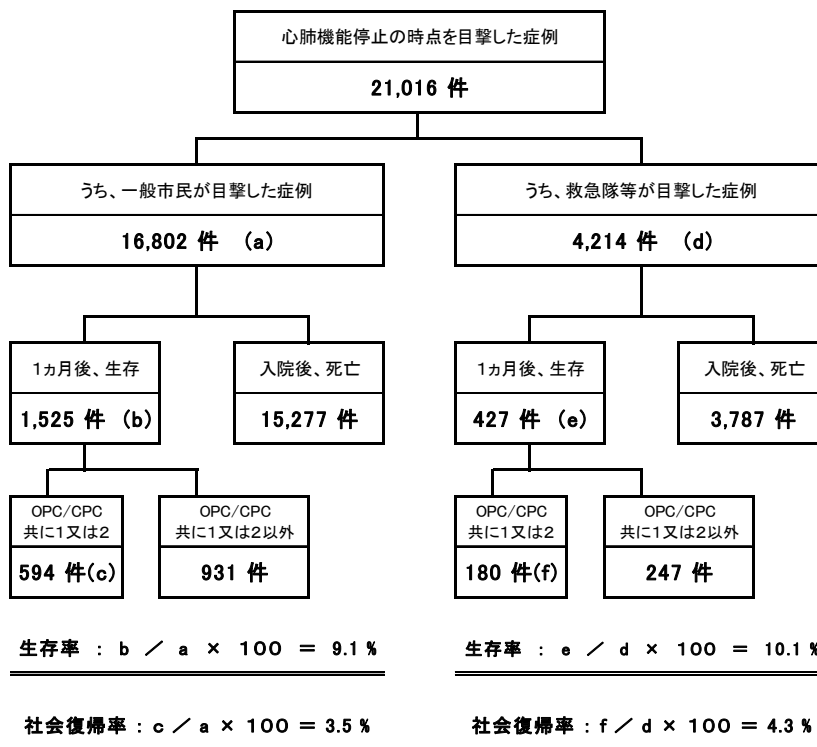 心肺機能停止の時点を目撃した症例
21,016 件
うち、一般市民が目撃した症例
16,802 件 (a)
うち、救急隊等が目撃した症例
4,214 件 (d)
1ヵ月後、生存
1,525 件 (b)
入院後、死亡
15,277 件
1ヵ月後、生存
427 件 (e)
入院後、死亡
3,787 件
OPC/CPC
共に1又は2
594 件(c)
OPC/CPC
共に1又は2以外
931 件
OPC/CPC
共に1又は2
180 件(f)
OPC/CPC
共に1又は2以外
247 件
生存率 : b / a × 100 = 9.1 %
生存率 : e / d × 100 = 10.1 %
社会復帰率 : c / a × 100 = 3.5 %
社会復帰率 : f / d × 100 = 4.3 %